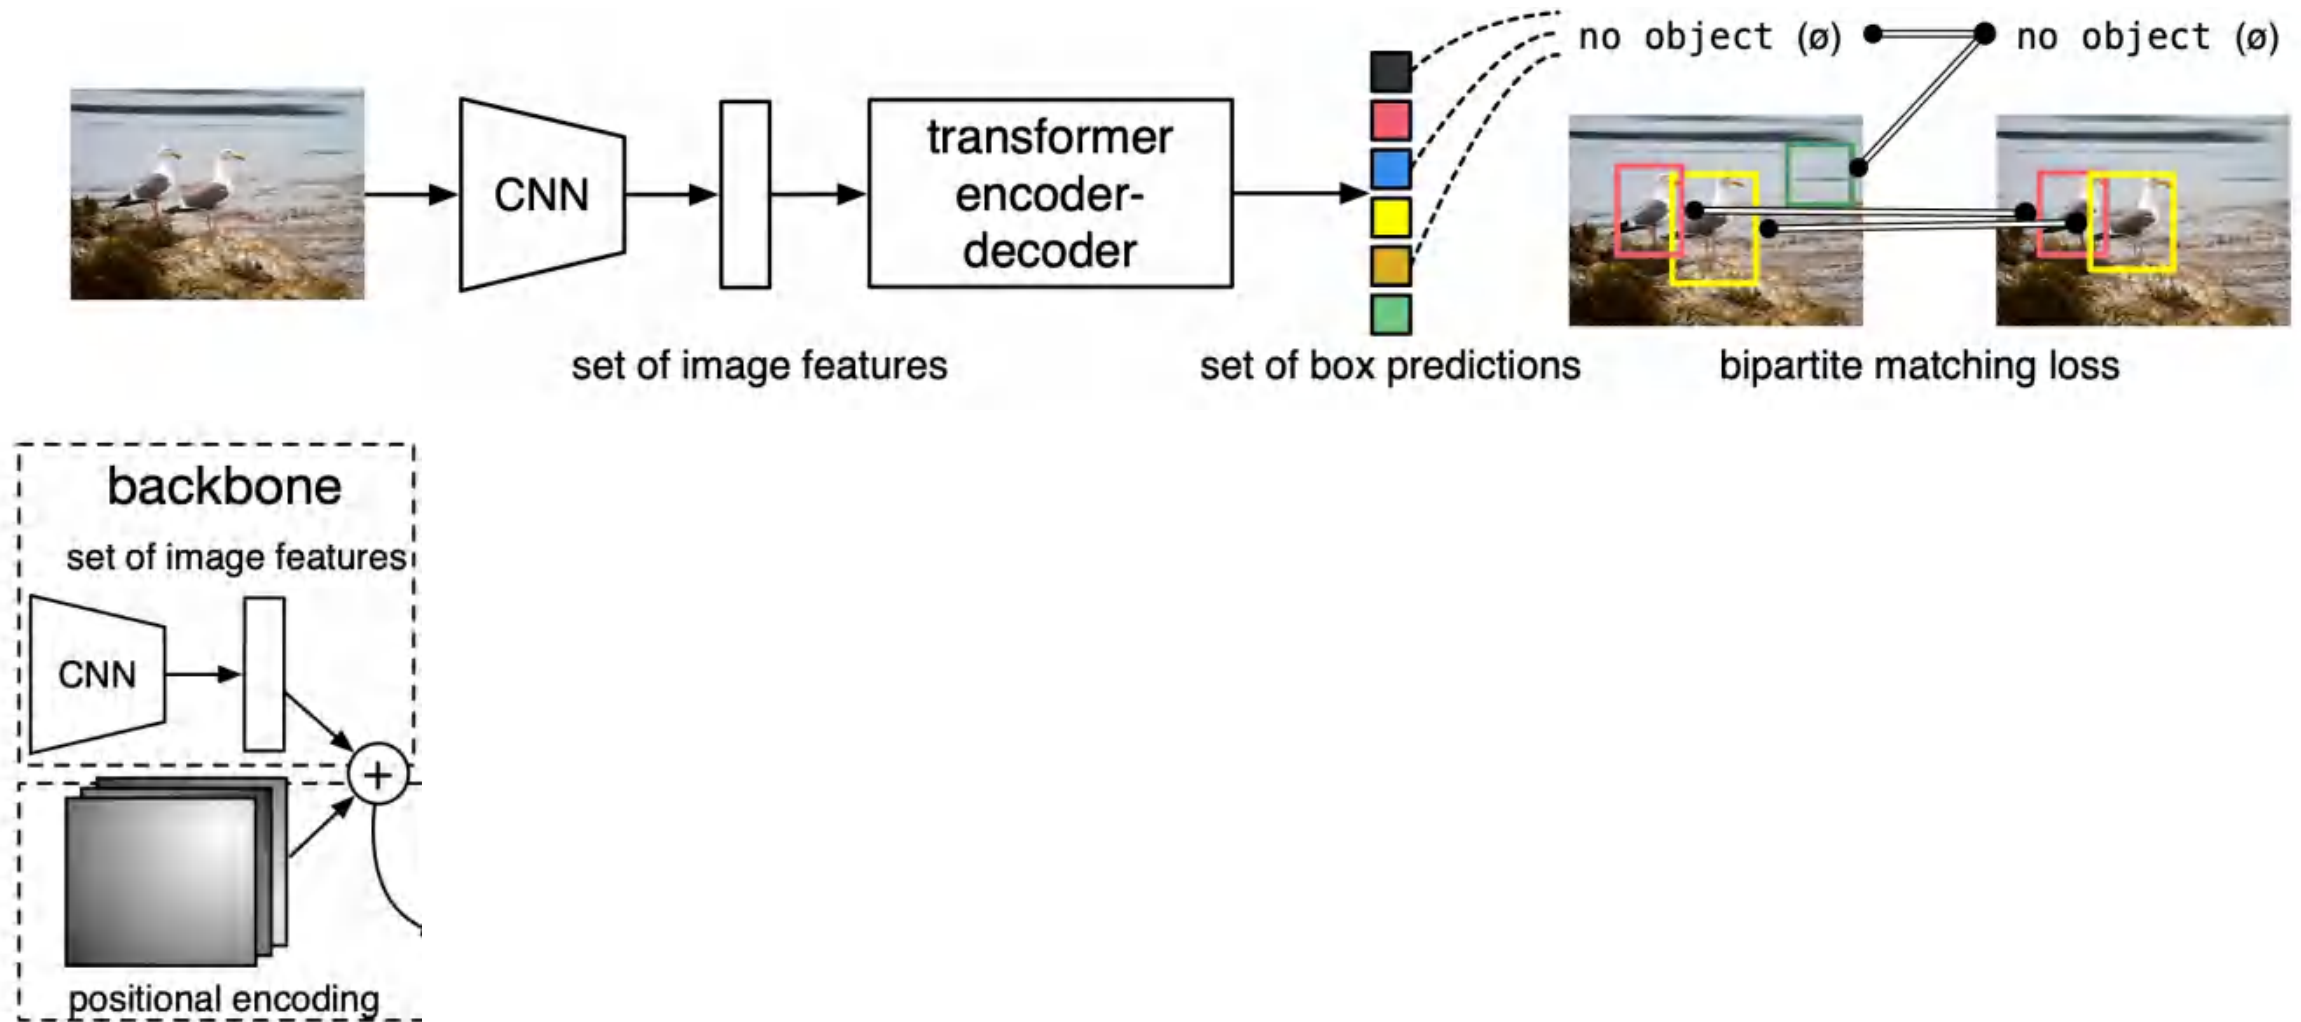 no object (ø)
no object (ø)
CNN
transformer
encoder-
decoder
set of image features
set of box predictions
bipartite matching loss
backbone
set of image features
CNN
+
positional encoding